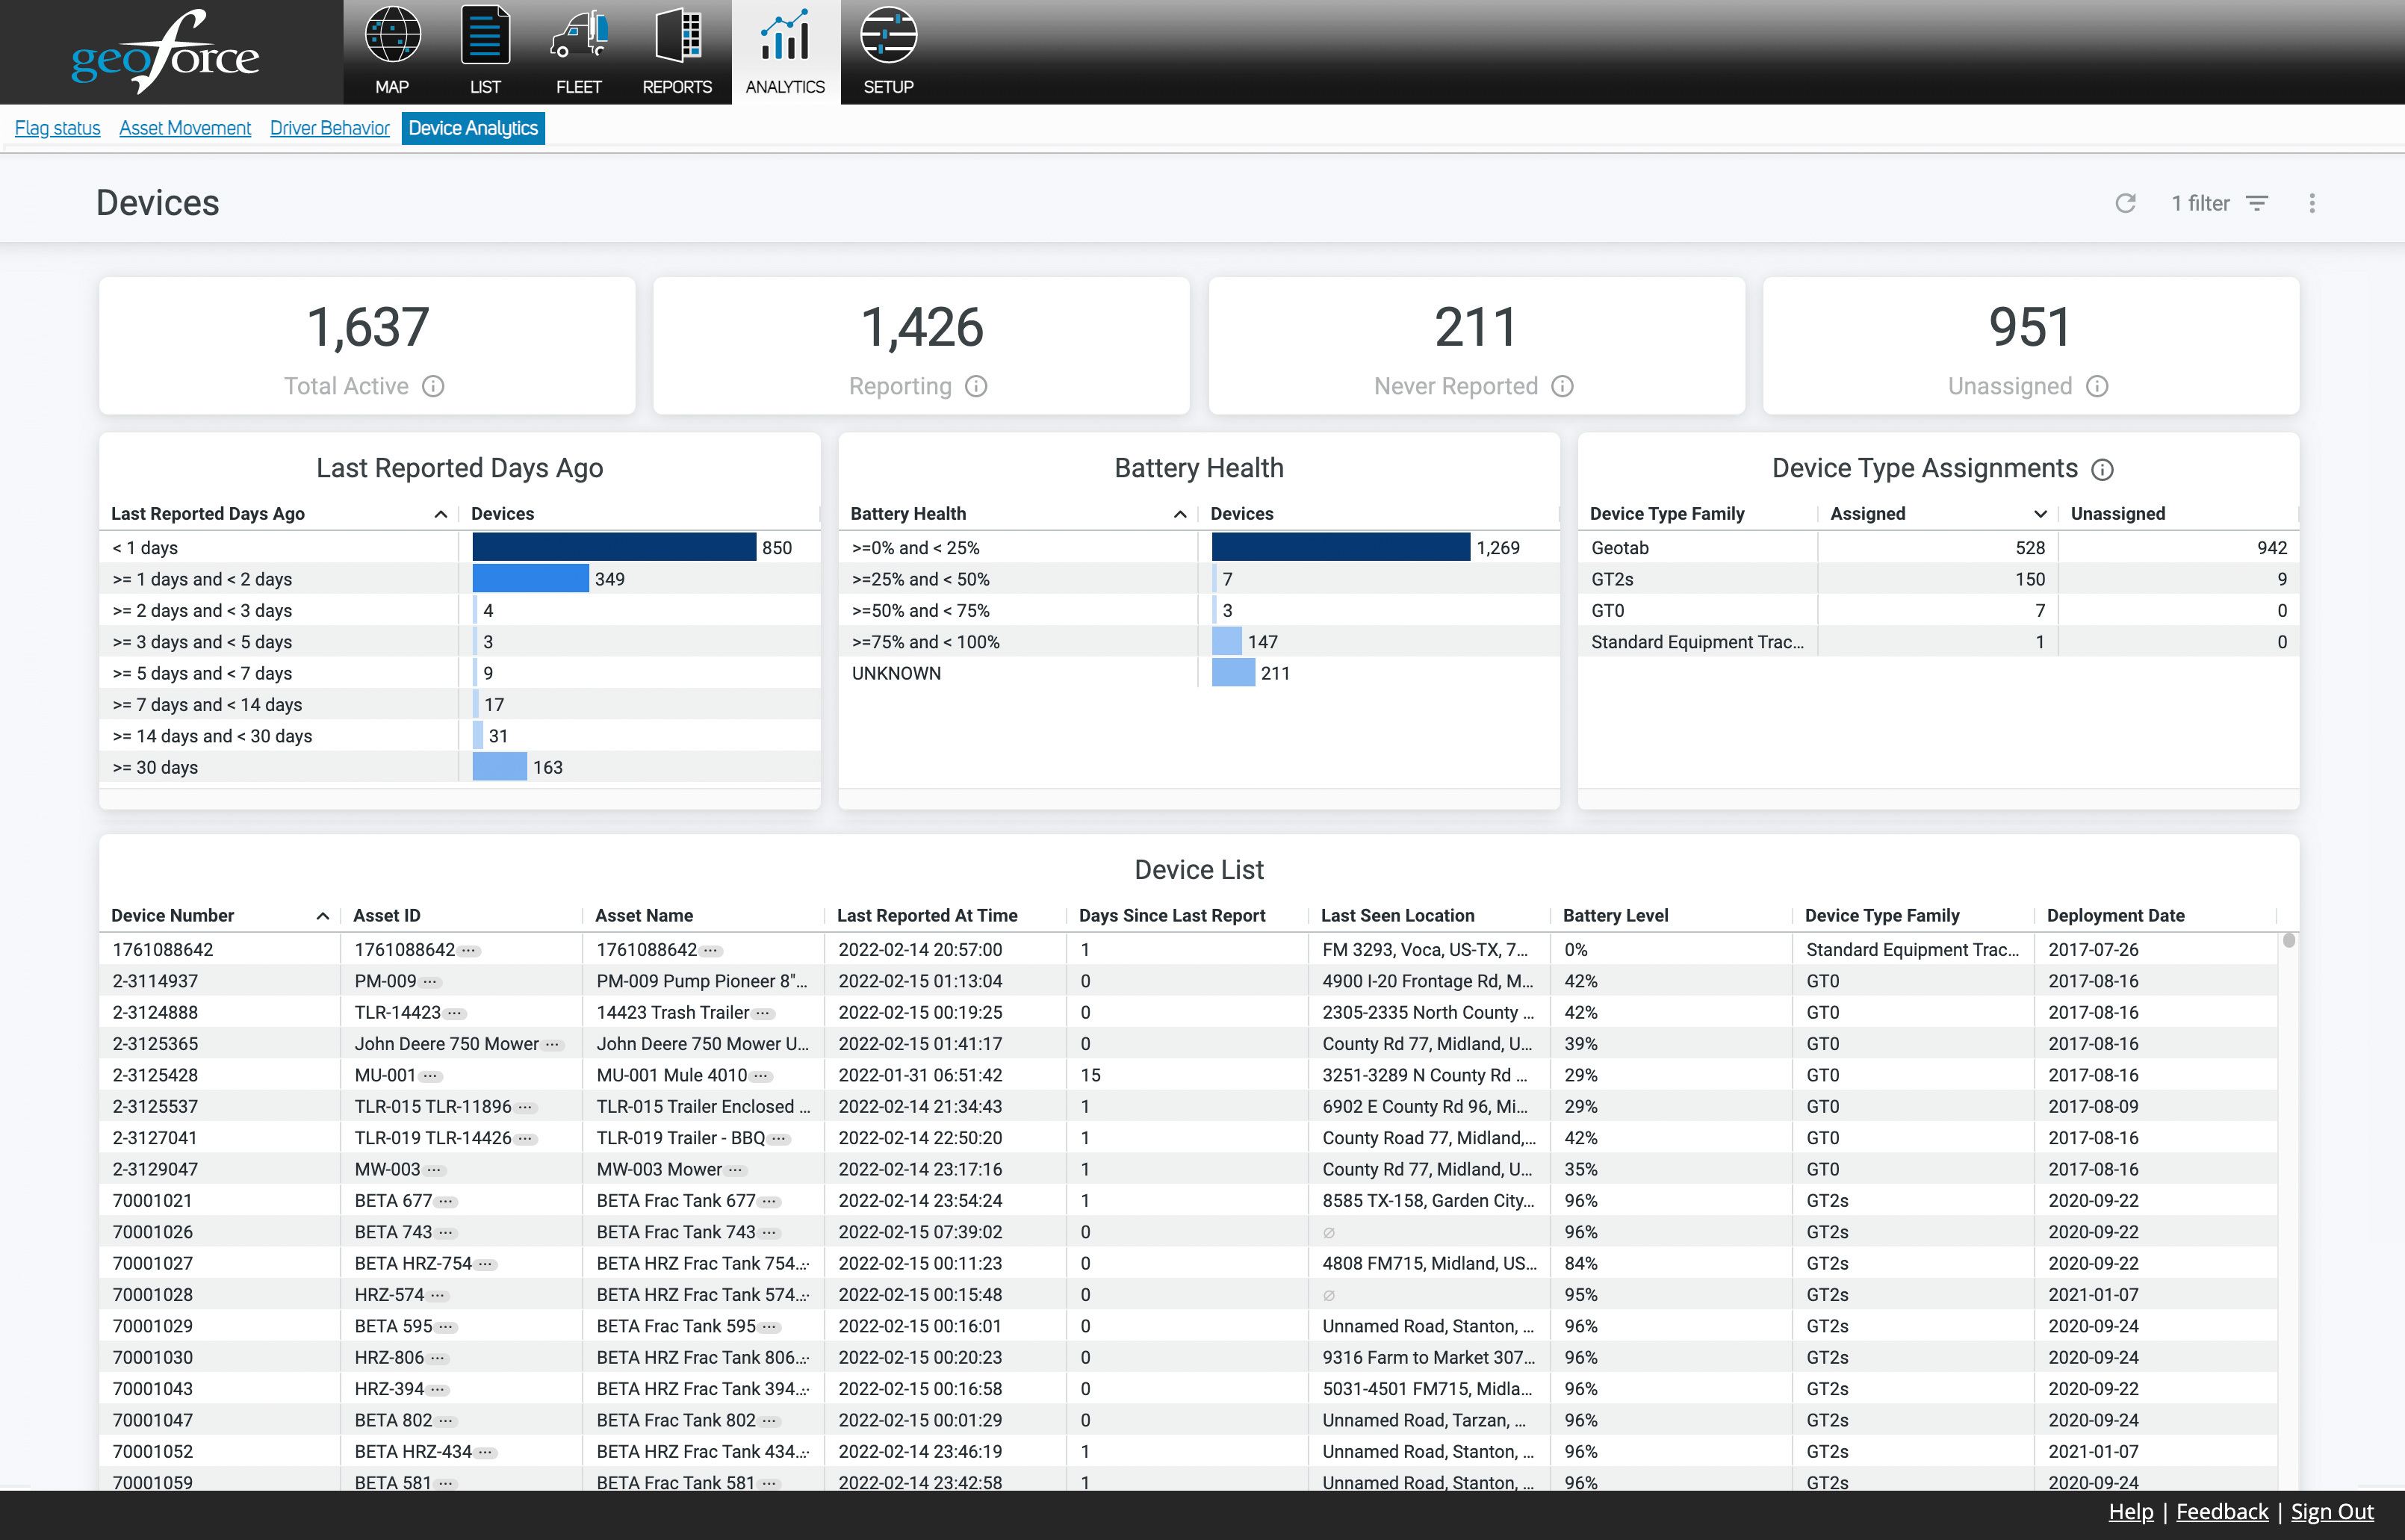 geoforce
MAP LIST FLEET REPORTS ANALYTICS SETUP
Flag status Asset Movement Driver Behavior Device Analytics
Devices 1 filter
1,637 1,426 211 951
Total Active Reporting Never Reported Unassigned
Last Reported Days Ago
Last Reported Days Ago Devices
< 1 days 850
>= 1 days and < 2 days 349
>= 2 days and < 3 days 4
>= 3 days and < 5 days 3
>= 5 days and < 7 days 9
>= 7 days and < 14 days 17
>= 14 days and < 30 days 31
>= 30 days 163
Battery Health
Battery Health Devices
>=0% and < 25% 1,269
>=25% and < 50% 7
>=50% and < 75% 3
>=75% and < 100% 147
UNKNOWN 211
Device Type Assignments
Device Type Family Assigned Unassigned
Geotab 528 942
GT2s 150 9
GT0 7 0
Standard Equipment Trac... 1 0
Device List
Device Number Asset ID Asset Name Last Reported At Time Days Since Last Report Last Seen Location Battery Level Device Type Family Deployment Date
1761088642 1761088642 ... 1761088642 ... 2022-02-14 20:57:00 1 FM 3293, Voca, US-TX, 7... 0% Standard Equipment Trac... 2017-07-26
2-3114937 PM-009 ... PM-009 Pump Pioneer 8"... 2022-02-15 01:13:04 0 4900 I-20 Frontage Rd, M... 42% GT0 2017-08-16
2-3124888 TLR-14423 ... 14423 Trash Trailer ... 2022-02-15 00:19:25 0 2305-2335 North County ... 42% GT0 2017-08-16
2-3125365 John Deere 750 Mower ... John Deere 750 Mower U... 2022-02-15 01:41:17 0 County Rd 77, Midland, U... 39% GT0 2017-08-16
2-3125428 MU-001 ... MU-001 Mule 4010 ... 2022-01-31 06:51:42 15 3251-3289 N County Rd ... 29% GT0 2017-08-16
2-3125537 TLR-015 TLR-11896 ... TLR-015 Trailer Enclosed ... 2022-02-14 21:34:43 1 6902 E County Rd 96, Mi... 29% GT0 2017-08-09
2-3127041 TLR-019 TLR-14426 ... TLR-019 Trailer - BBQ ... 2022-02-14 22:50:20 1 County Road 77, Midland,... 42% GT0 2017-08-16
2-3129047 MW-003 ... MW-003 Mower ... 2022-02-14 23:17:16 1 County Rd 77, Midland, U... 35% GT0 2017-08-16
70001021 BETA 677 ... BETA Frac Tank 677 ... 2022-02-14 23:54:24 1 8585 TX-158, Garden City... 96% GT2s 2020-09-22
70001026 BETA 743 ... BETA Frac Tank 743 ... 2022-02-15 07:39:02 0 ∅ 96% GT2s 2020-09-22
70001027 BETA HRZ-754 ... BETA HRZ Frac Tank 754... 2022-02-15 00:11:23 0 4808 FM715, Midland, US... 84% GT2s 2020-09-22
70001028 HRZ-574 ... BETA HRZ Frac Tank 574... 2022-02-15 00:15:48 0 ∅ 95% GT2s 2021-01-07
70001029 BETA 595 ... BETA Frac Tank 595 ... 2022-02-15 00:16:01 0 Unnamed Road, Stanton, ... 96% GT2s 2020-09-24
70001030 HRZ-806 ... BETA HRZ Frac Tank 806... 2022-02-15 00:20:23 0 9316 Farm to Market 307... 96% GT2s 2020-09-24
70001043 HRZ-394 ... BETA HRZ Frac Tank 394... 2022-02-15 00:16:58 0 5031-4501 FM715, Midla... 96% GT2s 2020-09-22
70001047 BETA 802 ... BETA Frac Tank 802 ... 2022-02-15 00:01:29 0 Unnamed Road, Tarzan, ... 96% GT2s 2020-09-24
70001052 BETA HRZ-434 ... BETA HRZ Frac Tank 434... 2022-02-14 23:46:19 1 Unnamed Road, Stanton, ... 96% GT2s 2021-01-07
70001059 BETA 581 ... BETA Frac Tank 581 ... 2022-02-14 23:42:58 1 Unnamed Road, Stanton, ... 96% GT2s 2020-09-24
Help | Feedback | Sign Out